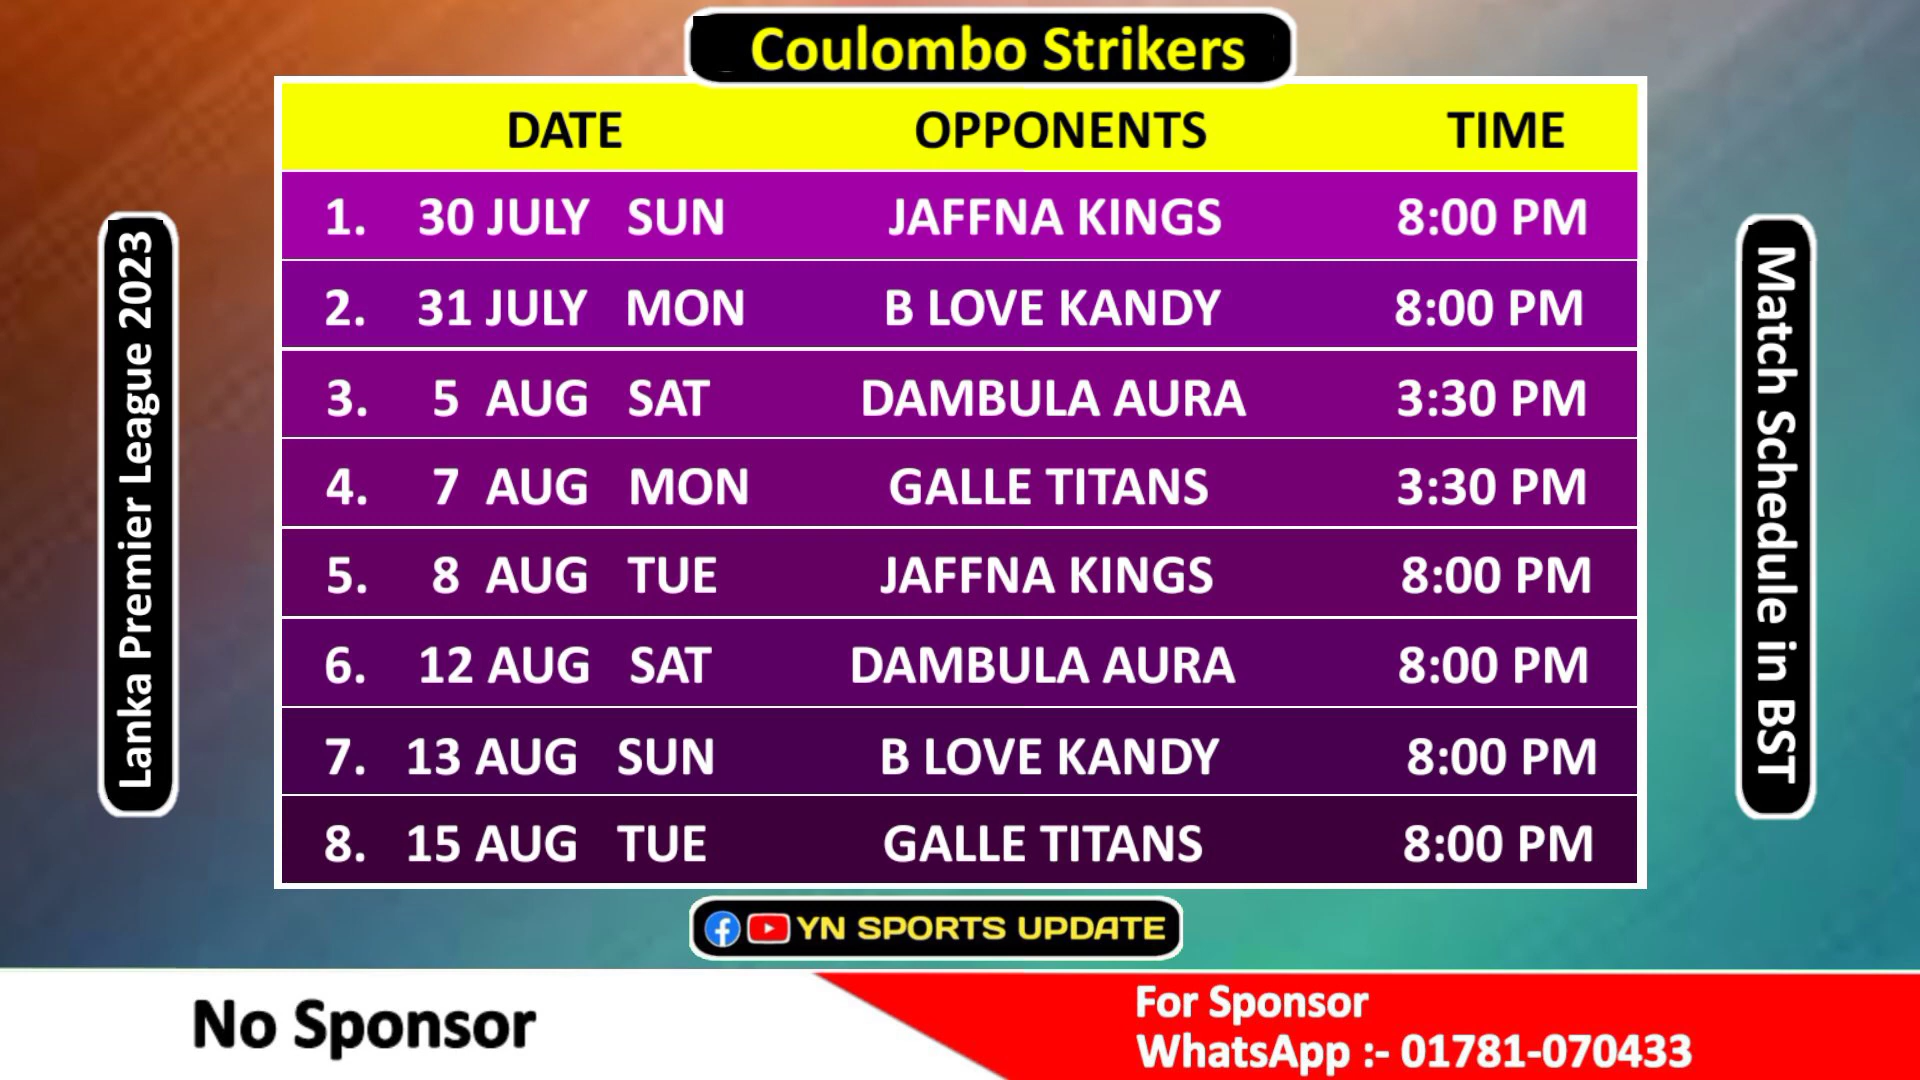 Coulombo Strikers
DATE OPPONENTS TIME
1. 30 JULY SUN JAFFNA KINGS 8:00 PM
2. 31 JULY MON B LOVE KANDY 8:00 PM
3. 5 AUG SAT DAMBULA AURA 3:30 PM
4. 7 AUG MON GALLE TITANS 3:30 PM
5. 8 AUG TUE JAFFNA KINGS 8:00 PM
6. 12 AUG SAT DAMBULA AURA 8:00 PM
7. 13 AUG SUN B LOVE KANDY 8:00 PM
8. 15 AUG TUE GALLE TITANS 8:00 PM
Lanka Premier League 2023
Match Schedule in BST
YN SPORTS UPDATE
No Sponsor
For Sponsor
WhatsApp :- 01781-070433